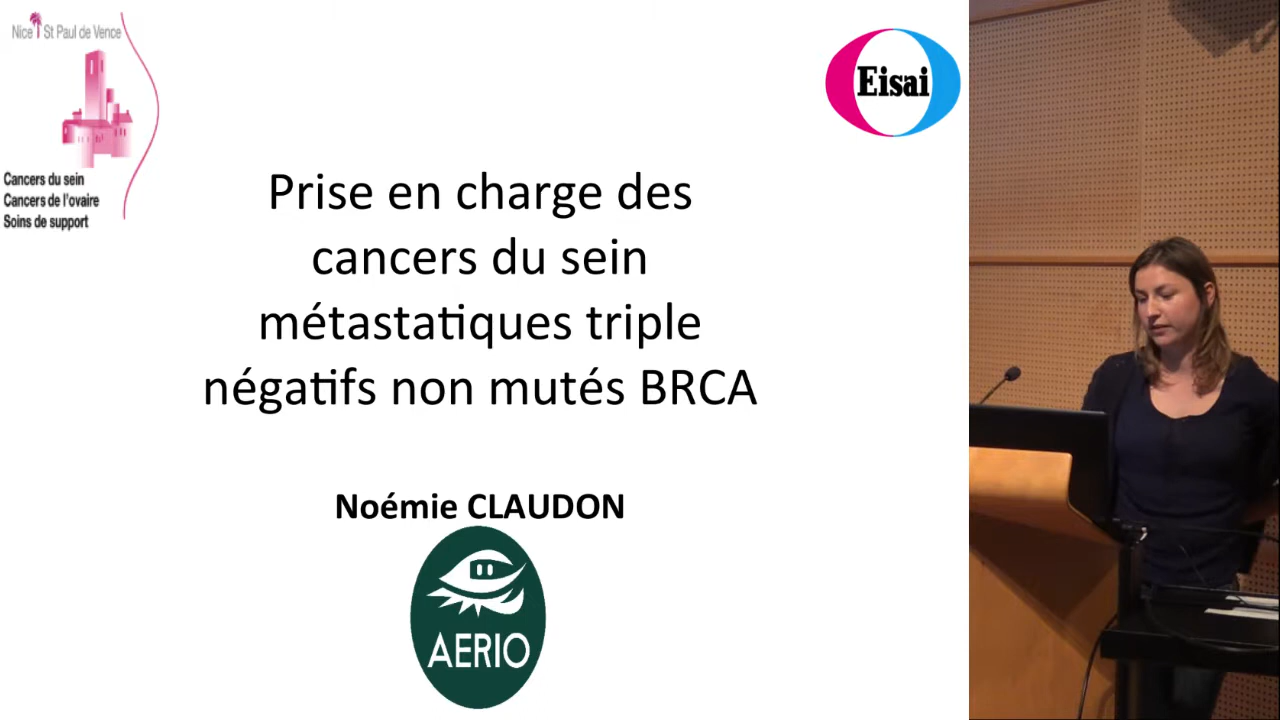 Nice St Paul de Vence
Eisai
Cancers du sein
Cancers de l'ovaire
Soins de support
Prise en charge des
cancers du sein
métastatiques triple
négatifs non mutés BRCA
Noémie CLAUDON
AERIO